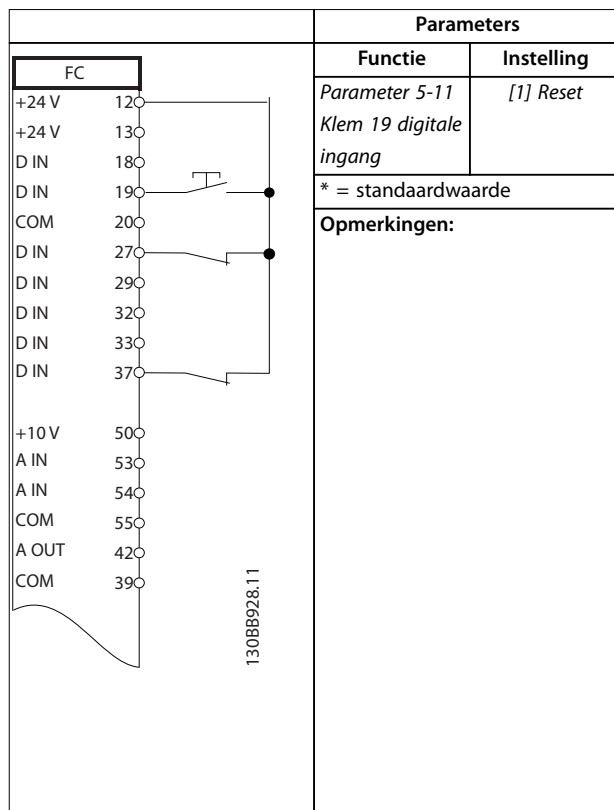 Parameters
Functie Instelling
Parameter 5-11 [1] Reset
Klem 19 digitale
ingang
* = standaardwaarde
Opmerkingen:
FC
+24 V 12
+24 V 13
D IN 18
D IN 19
COM 20
D IN 27
D IN 29
D IN 32
D IN 33
D IN 37
+10 V 50
A IN 53
A IN 54
COM 55
A OUT 42
COM 39
130BB928.11